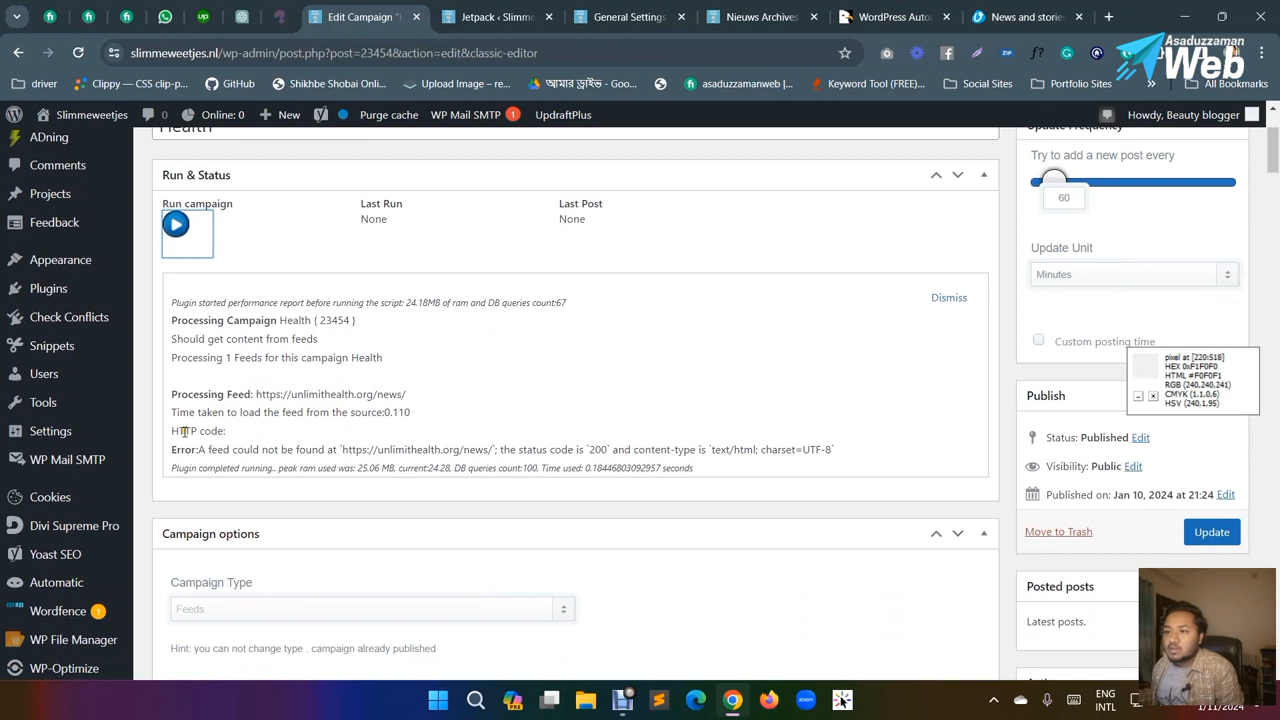 Edit Campaign "
Jetpack ‹ Slimme
General Settings
Nieuws Archives
WordPress Auto
News and stories
slimmeweetjes.nl/wp-admin/post.php?post=23454&action=edit&classic-editor
Asaduzzaman
Web
driver
Clippy — CSS clip-p...
GitHub
Shikhbe Shobai Onli...
upload Image – re...
আমার ড্রাইভ - Goo...
asaduzzamanweb |...
Keyword Tool (FREE)...
Social Sites
Portfolio Sites
All Bookmarks
Slimmeweetjes
0
Online: 0
New
Purge cache
WP Mail SMTP
1
UpdraftPlus
Howdy, Beauty blogger
ADning
Comments
Projects
Feedback
Appearance
Plugins
Check Conflicts
Snippets
Users
Tools
Settings
WP Mail SMTP
Cookies
Divi Supreme Pro
Yoast SEO
Automatic
Wordfence
1
WP File Manager
WP-Optimize
Health
Run & Status
Run campaign
Last Run
Last Post
None
None
Plugin started performance report before running the script: 24.18MB of ram and DB queries count:67
Dismiss
Processing Campaign Health { 23454 }
Should get content from feeds
Processing 1 Feeds for this campaign Health
Processing Feed: https://unlimithealth.org/news/
Time taken to load the feed from the source:0.110
HTTP code:
Error:A feed could not be found at `https://unlimithealth.org/news/`; the status code is `200` and content-type is `text/html; charset=UTF-8`
Plugin completed running... peak ram used was: 25.06 MB, current:24.28. DB queries count:100, Time used: 0.18446803092957 seconds
Campaign options
Campaign Type
Feeds
Hint: you can not change type . campaign already published
Update Frequency
Try to add a new post every
60
Update Unit
Minutes
Custom posting time
pixel at [220:518]
HEX 0xF1F0F0
HTML #F0F0F1
RGB (240,240,241)
CMYK (1,1,0,6)
HSV (240,1,95)
Publish
Status: Published Edit
Visibility: Public Edit
Published on: Jan 10, 2024 at 21:24 Edit
Move to Trash
Update
Posted posts
Latest posts.
zoom
ENG
INTL
1/11/2024